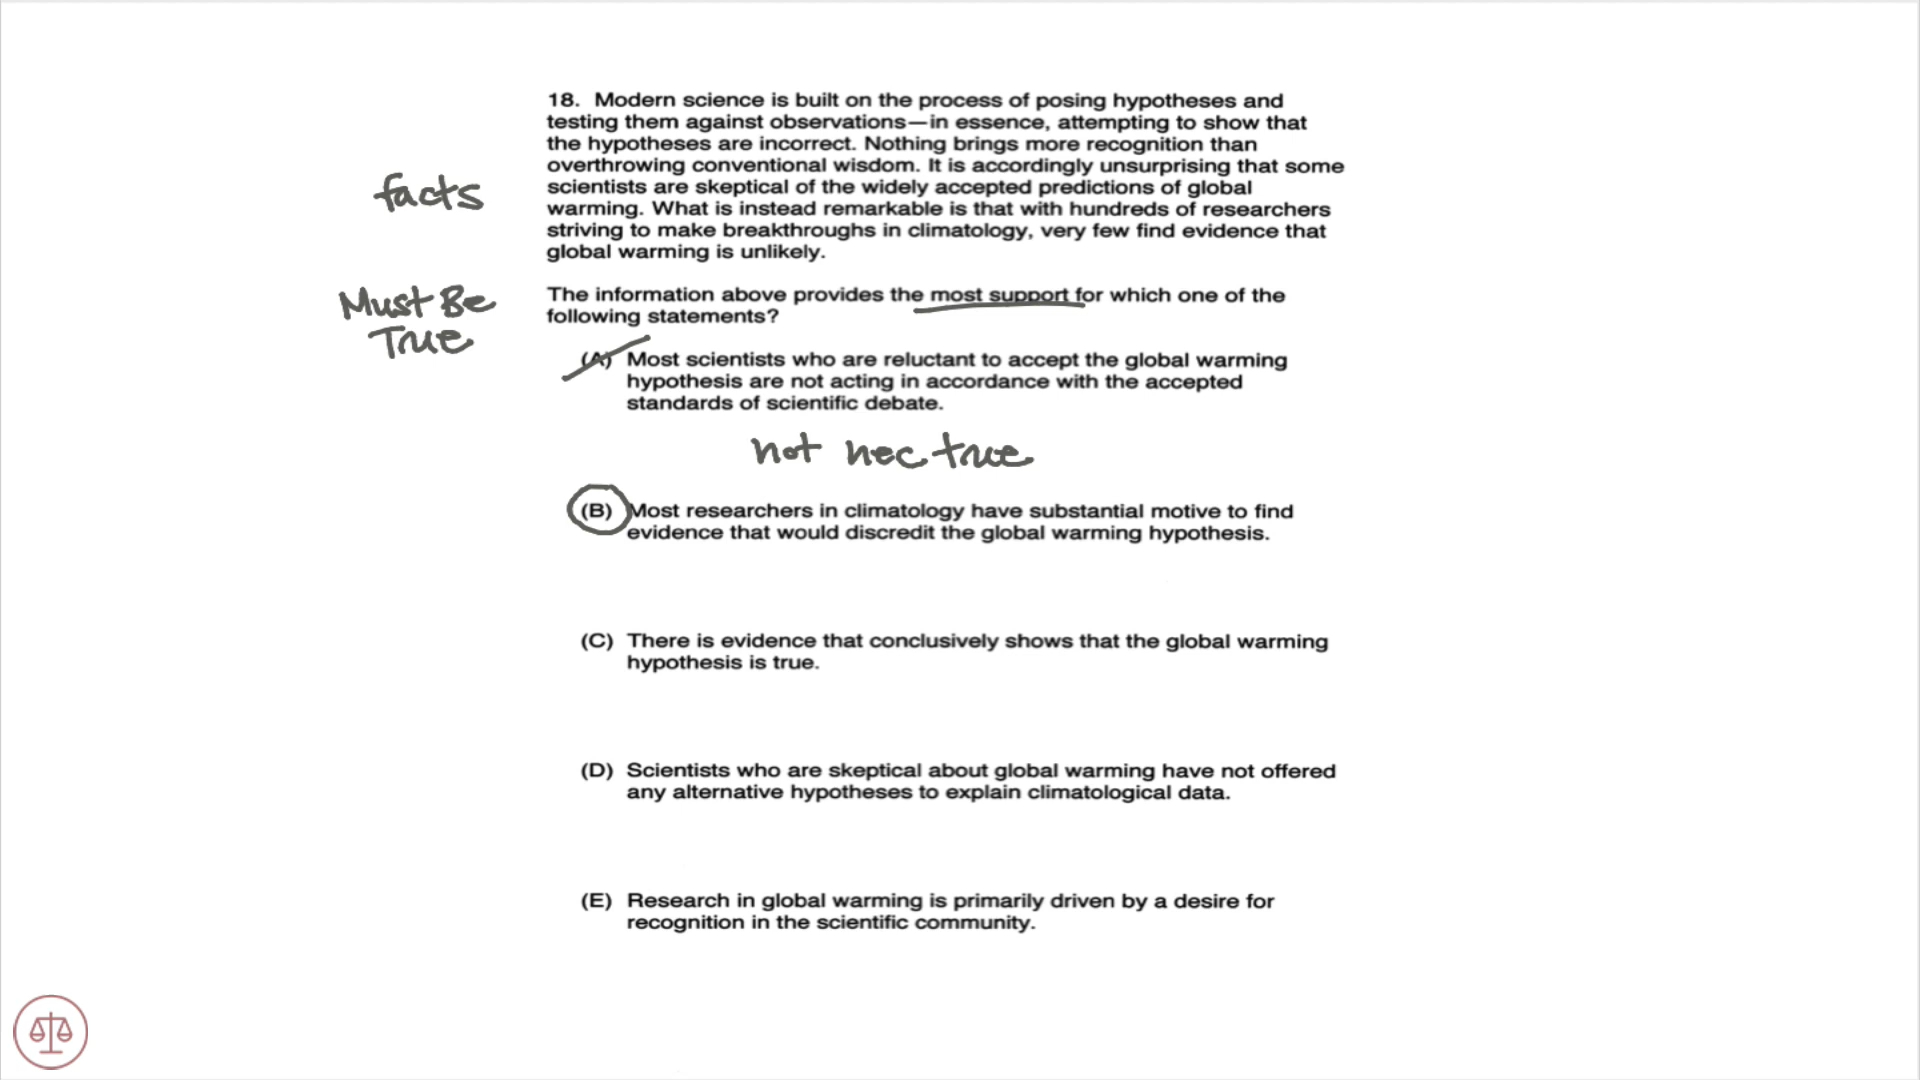 18. Modern science is built on the process of posing hypotheses and
testing them against observations—in essence, attempting to show that
the hypotheses are incorrect. Nothing brings more recognition than
overthrowing conventional wisdom. It is accordingly unsurprising that some
scientists are skeptical of the widely accepted predictions of global
warming. What is instead remarkable is that with hundreds of researchers
striving to make breakthroughs in climatology, very few find evidence that
global warming is unlikely.
facts
The information above provides the most support for which one of the
following statements?
Must Be
True
(A) Most scientists who are reluctant to accept the global warming
hypothesis are not acting in accordance with the accepted
standards of scientific debate.
not nec true
(B) Most researchers in climatology have substantial motive to find
evidence that would discredit the global warming hypothesis.
(C) There is evidence that conclusively shows that the global warming
hypothesis is true.
(D) Scientists who are skeptical about global warming have not offered
any alternative hypotheses to explain climatological data.
(E) Research in global warming is primarily driven by a desire for
recognition in the scientific community.